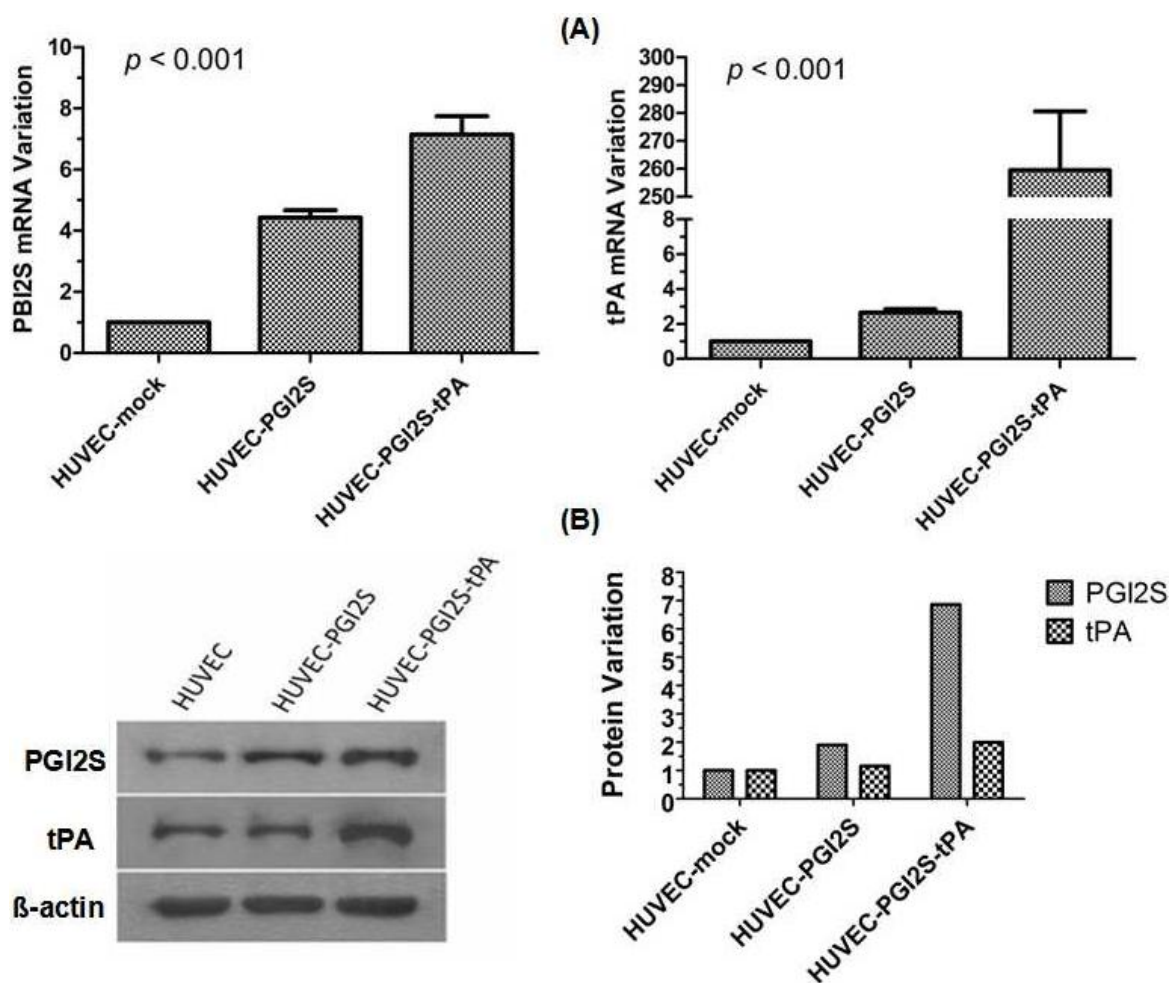 (A)
p < 0.001
PBI2S mRNA Variation
10
8
6
4
2
0
HUVEC-mock
HUVEC-PGI2S
HUVEC-PGI2S-tPA
p < 0.001
tPA mRNA Variation
300
290
280
270
260
250
8
6
4
2
0
HUVEC-mock
HUVEC-PGI2S
HUVEC-PGI2S-tPA
(B)
HUVEC
HUVEC-PGI2S
HUVEC-PGI2S-tPA
PGI2S
tPA
ß-actin
Protein Variation
8
7
6
5
4
3
2
2
1
0
HUVEC-mock
HUVEC-PGI2S
HUVEC-PGI2S-tPA
PGI2S
tPA